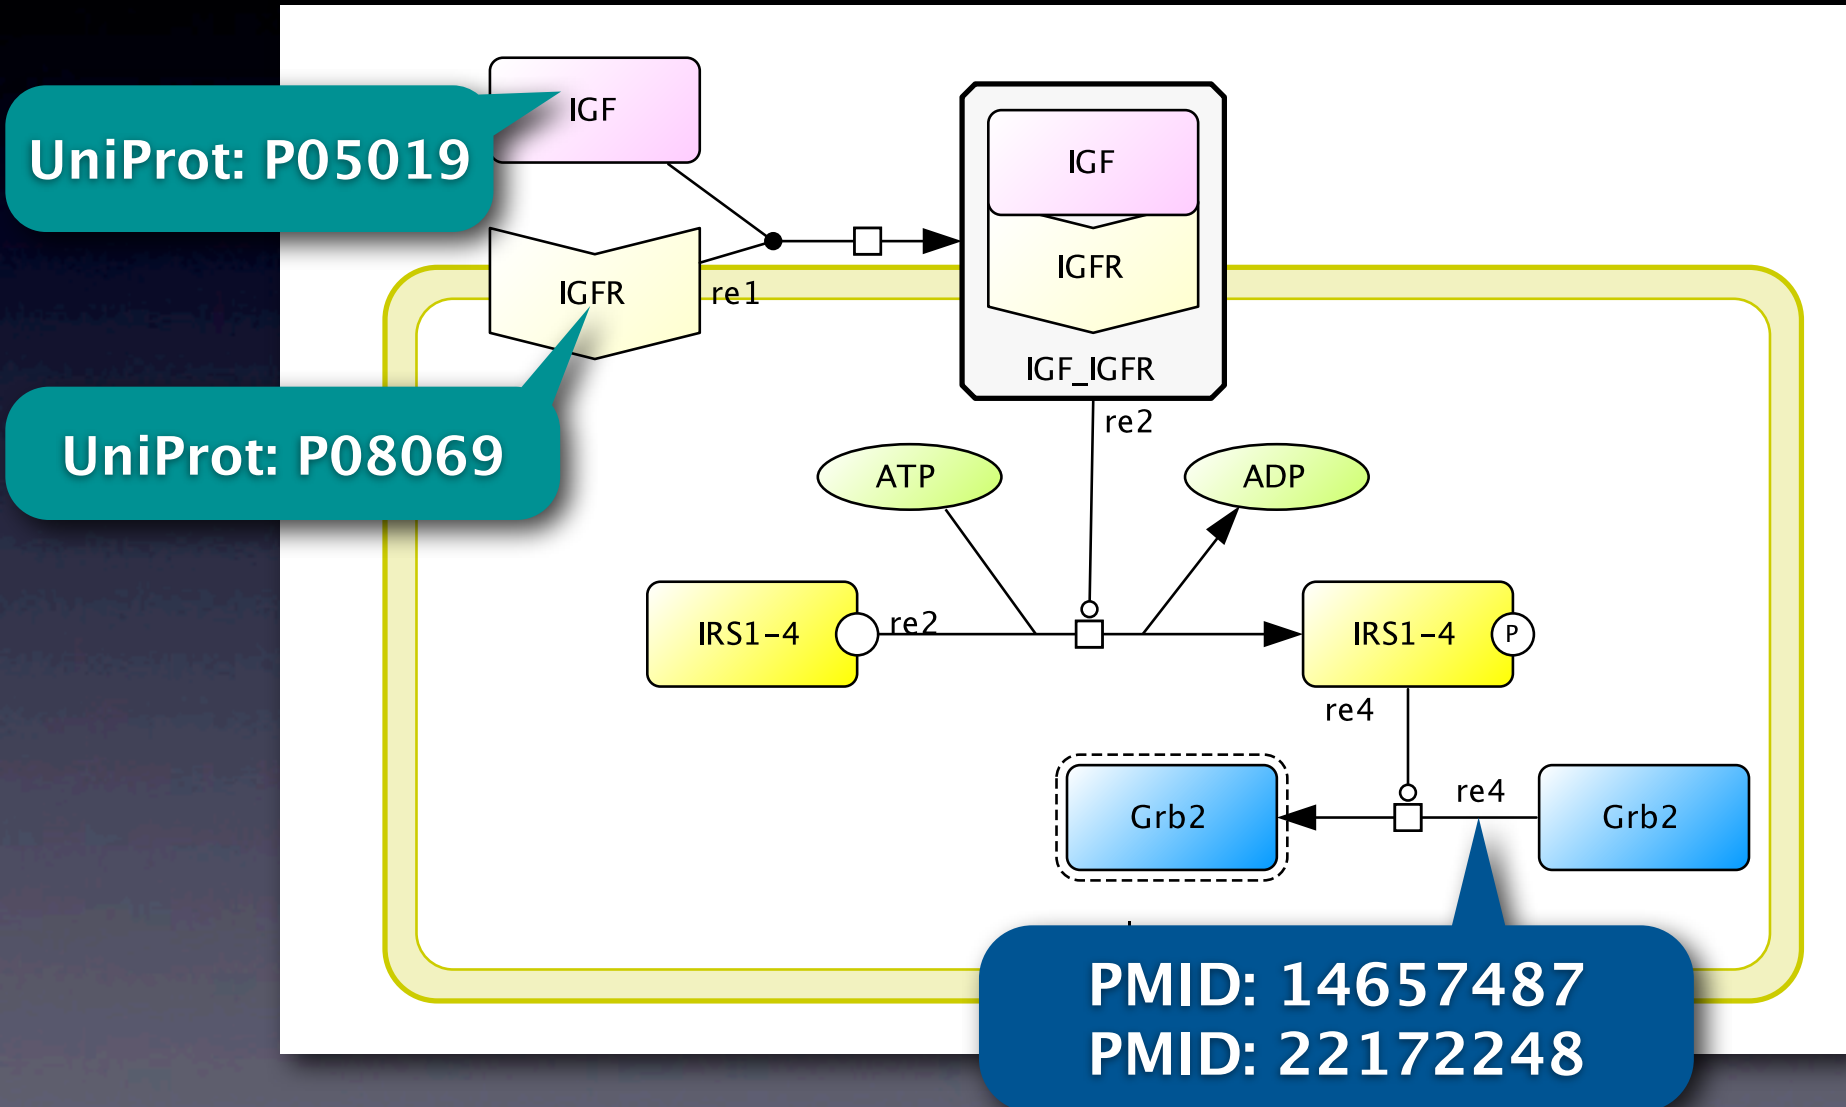 IGF
UniProt: P05019
IGF
IGFR
IGFR
re1
IGF_IGFR
re2
UniProt: P08069
ATP
ADP
IRS1-4
re2
IRS1-4
P
re4
Grb2
re4
Grb2
PMID: 14657487
PMID: 22172248